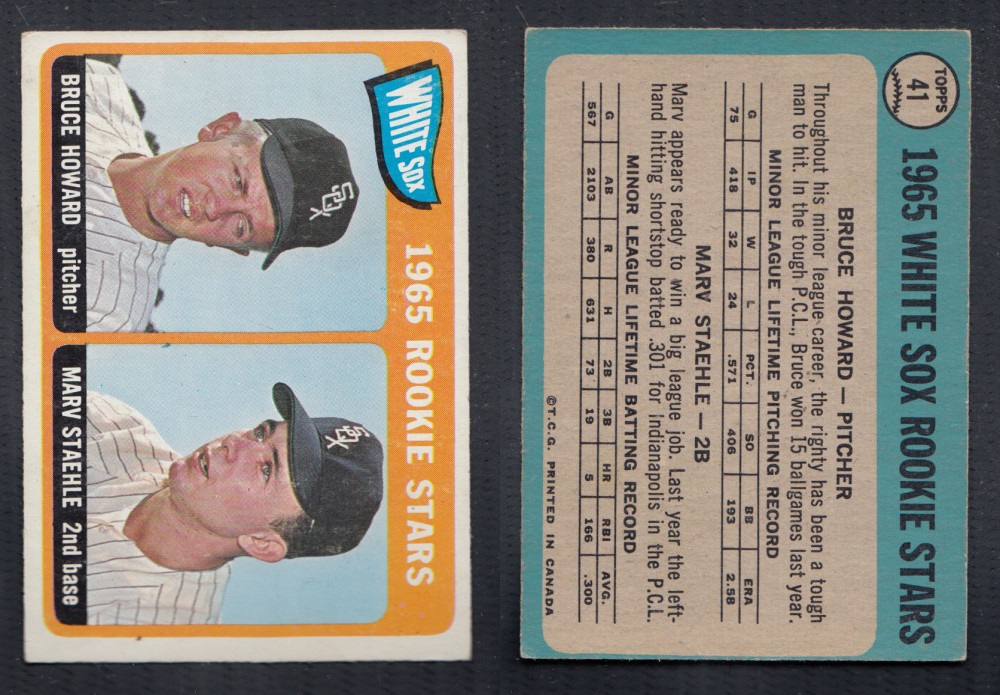 WHITE SOX
1965 ROOKIE STARS
SOX
SOX
BRUCE HOWARD pitcher
MARV STAEHLE 2nd base
TOPPS
41
1965 WHITE SOX ROOKIE STARS
BRUCE HOWARD — PITCHER
Throughout his minor league career, the righty has been a tough
man to hit. In the tough P.C.L., Bruce won 15 ballgames last year.
MINOR LEAGUE LIFETIME PITCHING RECORD
G IP W L PCT. SO BB ERA
75 418 32 24 .571 406 193 2.58
MARV STAEHLE — 2B
Marv appears ready to win a big league job. Last year the left-
hand hitting shortstop batted .301 for Indianapolis in the P.C.L.
MINOR LEAGUE LIFETIME BATTING RECORD
G AB R H 2B 3B HR RBI AVG.
567 2103 380 631 73 19 5 166 .300
©T.C.G. PRINTED IN CANADA